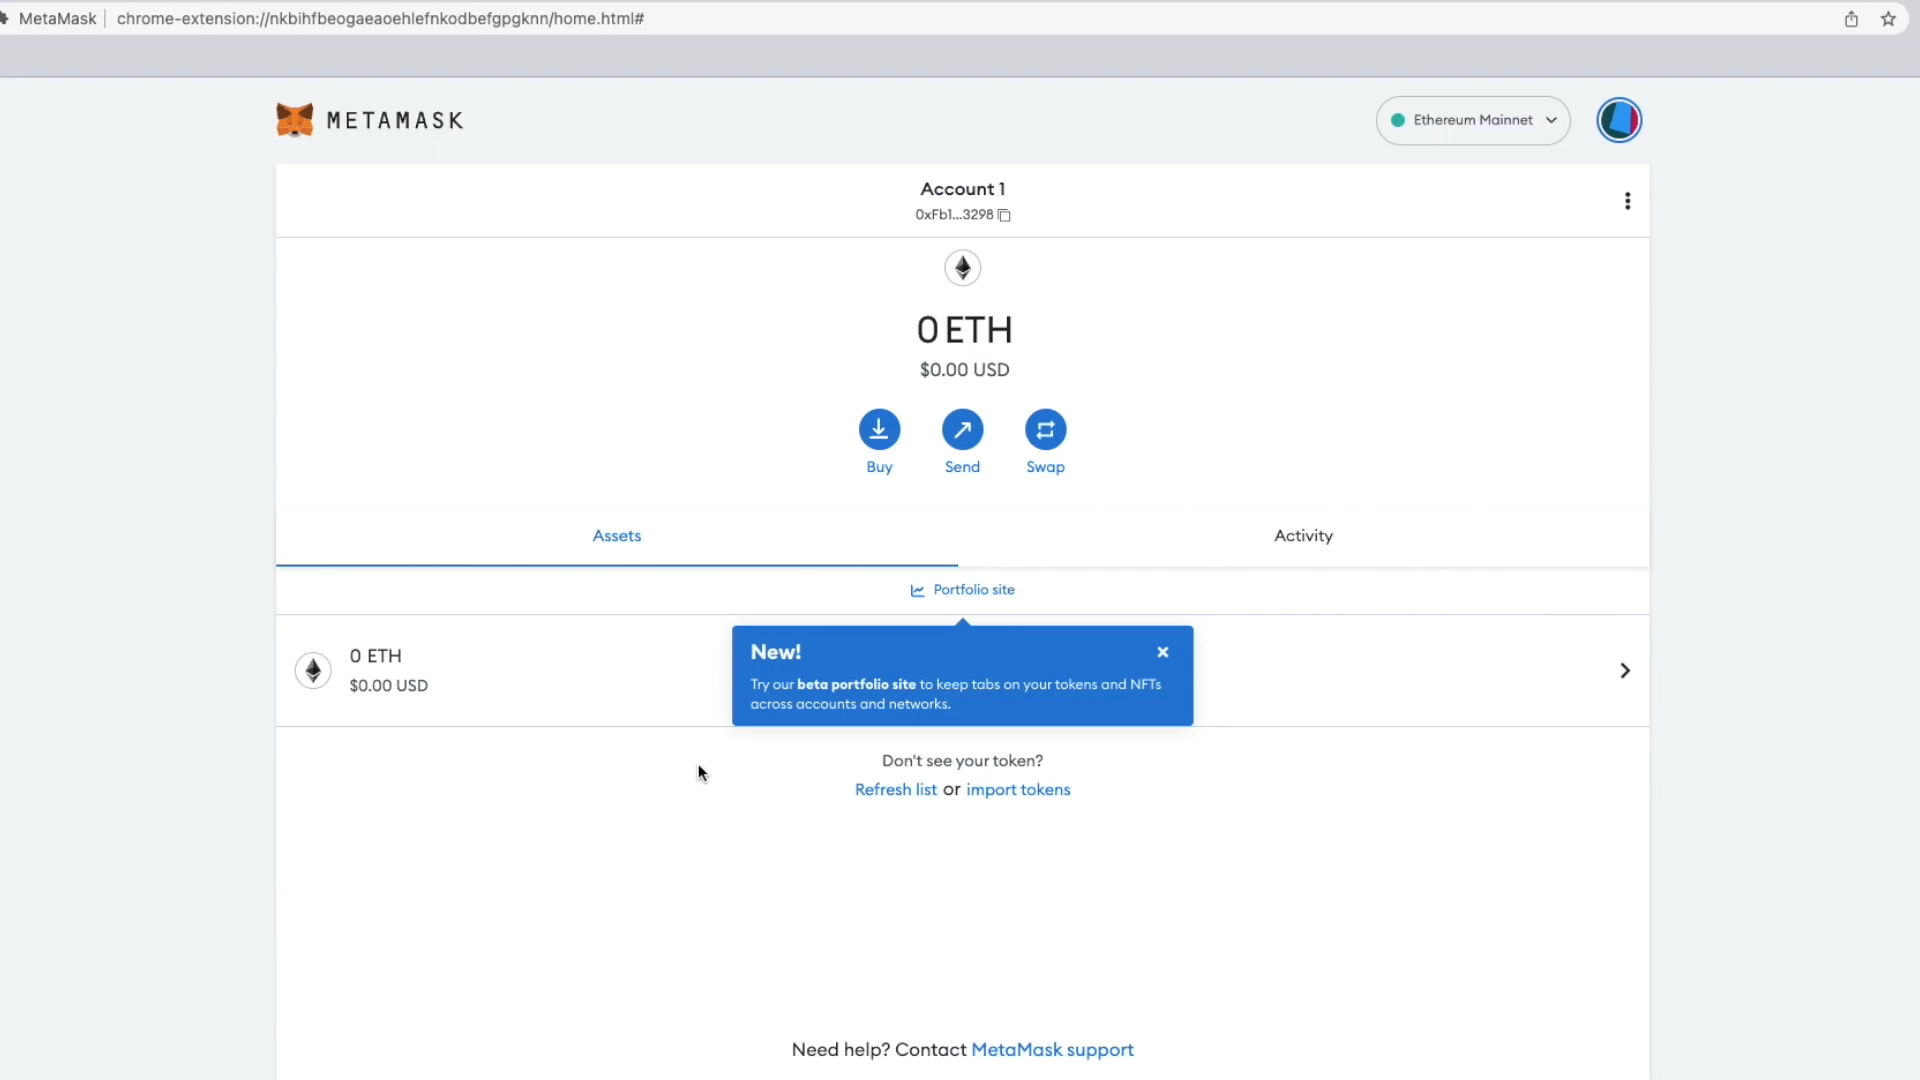 MetaMask
chrome-extension://nkbihfbeogaeaoehlefnkodbefgpgknn/home.html#
METAMASK
Ethereum Mainnet
Account 1
0xFb1...3298
0 ETH
$0.00 USD
Buy
Send
Swap
Assets
Activity
Portfolio site
0 ETH
$0.00 USD
New!
Try our beta portfolio site to keep tabs on your tokens and NFTs
across accounts and networks.
Don't see your token?
Refresh list or import tokens
Need help? Contact MetaMask support